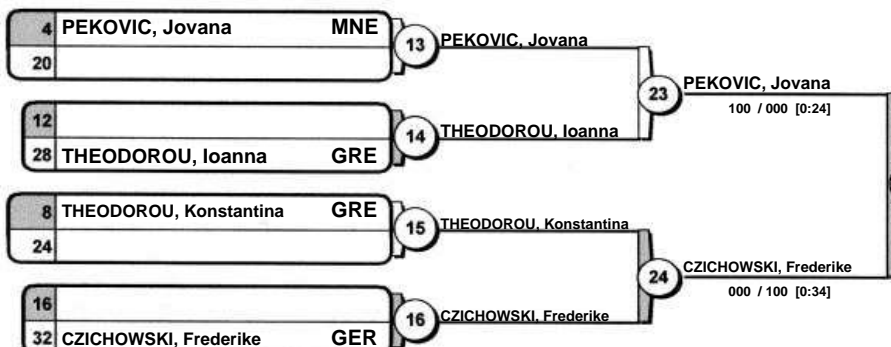 4 PEKOVIC, Jovana MNE
20
13 PEKOVIC, Jovana
23 PEKOVIC, Jovana
100 / 000 [0:24]
12
28 THEODOROU, Ioanna GRE
14 THEODOROU, Ioanna
8 THEODOROU, Konstantina GRE
24
15 THEODOROU, Konstantina
24 CZICHOWSKI, Frederike
000 / 100 [0:34]
16
32 CZICHOWSKI, Frederike GER
16 CZICHOWSKI, Frederike